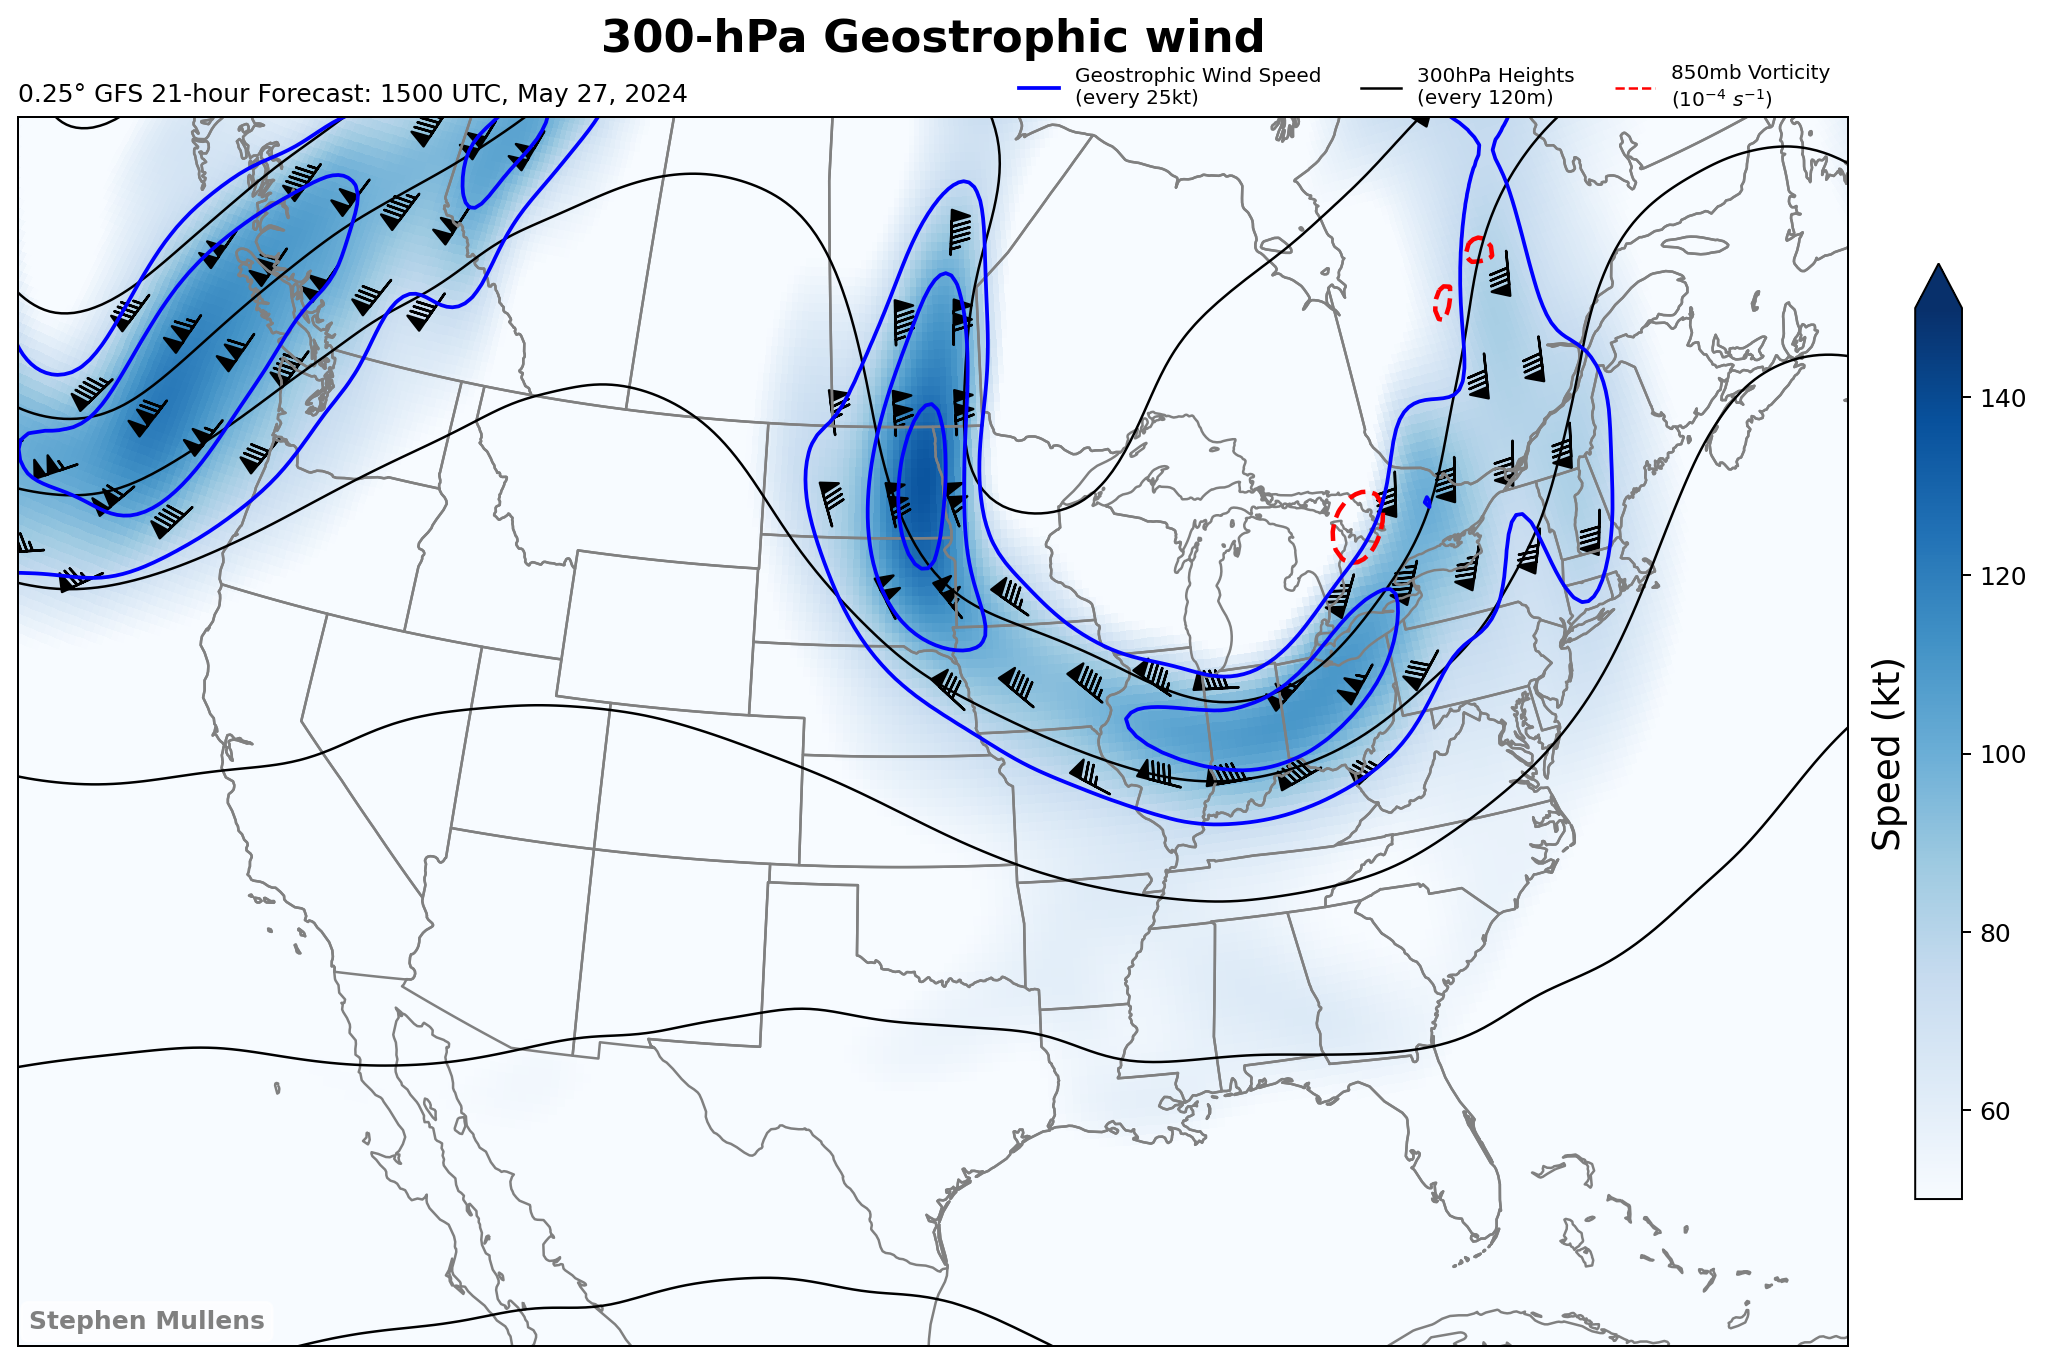 300-hPa Geostrophic wind
0.25° GFS 21-hour Forecast: 1500 UTC, May 27, 2024
Geostrophic Wind Speed
(every 25kt)
300hPa Heights
(every 120m)
850mb Vorticity
(10⁻⁴ s⁻¹)
140
120
100
80
60
Speed (kt)
Stephen Mullens